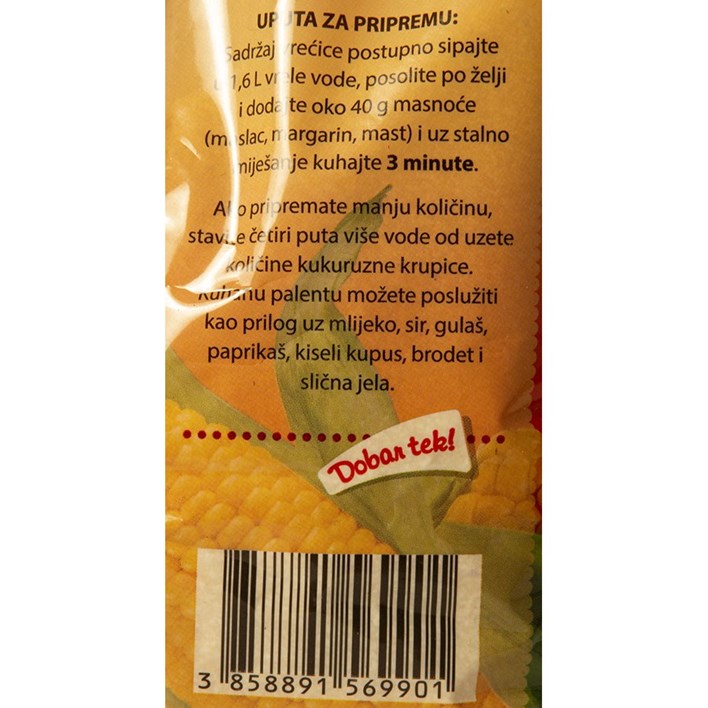 UPUTA ZA PRIPREMU:
Sadržaj vrećice postupno sipajte
u 1,6 L vrele vode, posolite po želji
i dodajte oko 40 g masnoće
(maslac, margarin, mast) i uz stalno
miješanje kuhajte 3 minute.
Ako pripremate manju količinu,
stavite četiri puta više vode od uzete
količine kukuruzne krupice.
Kuhanu palentu možete poslužiti
kao prilog uz mlijeko, sir, gulaš,
paprikaš, kiseli kupus, brodet i
slična jela.
Dobar tek!
3 858891 569901